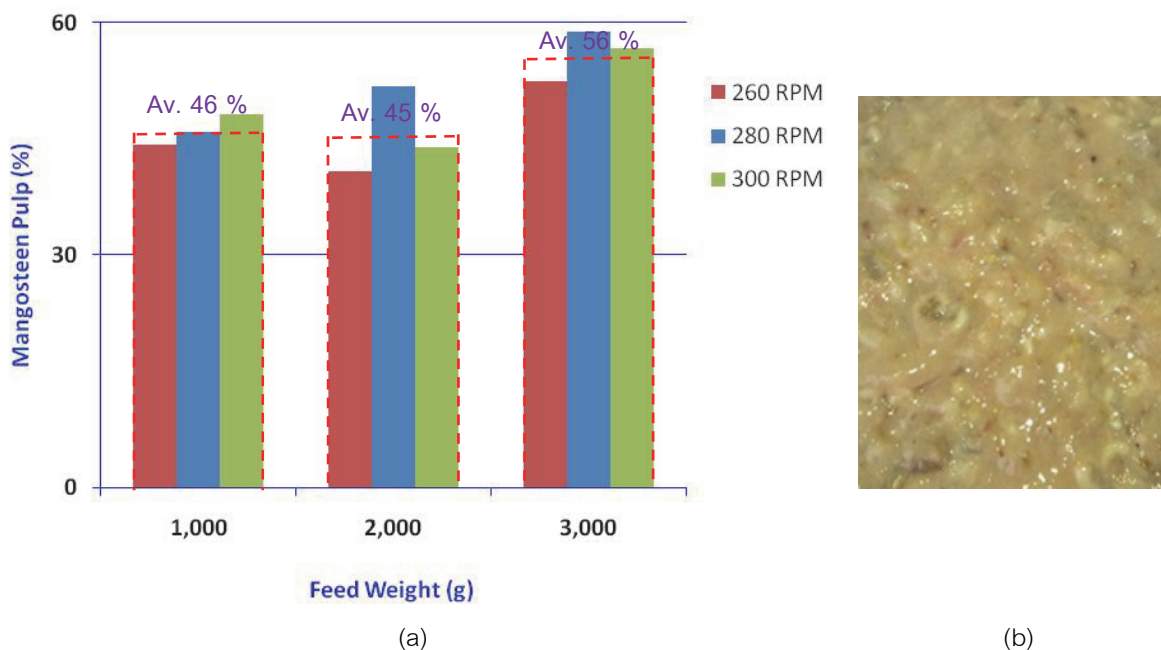 60
Av. 56 %
Av. 46 %
Av. 45 %
260 RPM
280 RPM
300 RPM
Mangosteen Pulp (%)
30
0
1,000
2,000
3,000
Feed Weight (g)
(a)
(b)